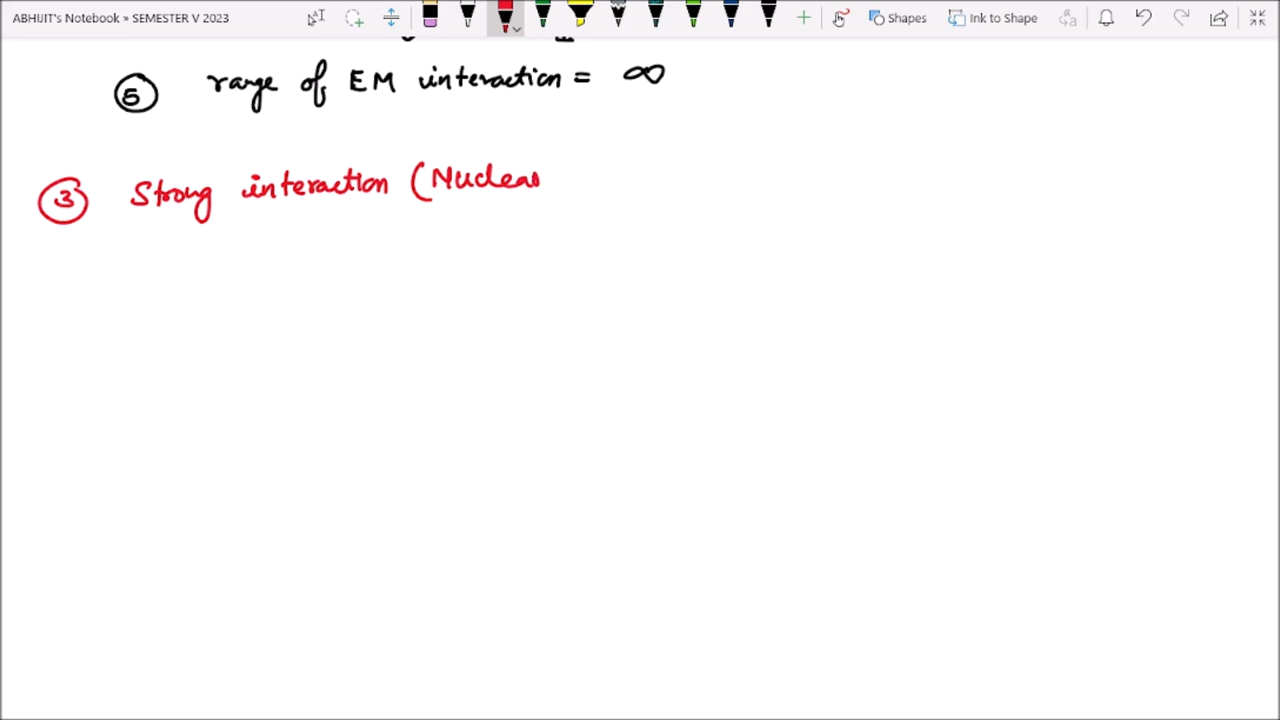 ABHIJIT's Notebook » SEMESTER V 2023
Shapes
Ink to Shape
5 range of EM interaction = ∞
3 Strong interaction (Nuclear